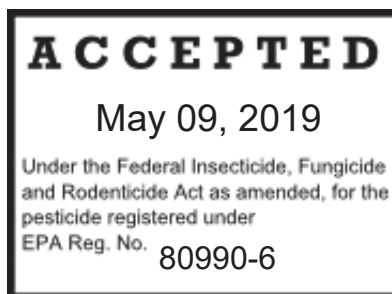 ACCEPTED
May 09, 2019
Under the Federal Insecticide, Fungicide
and Rodenticide Act as amended, for the
pesticide registered under
EPA Reg. No. 80990-6